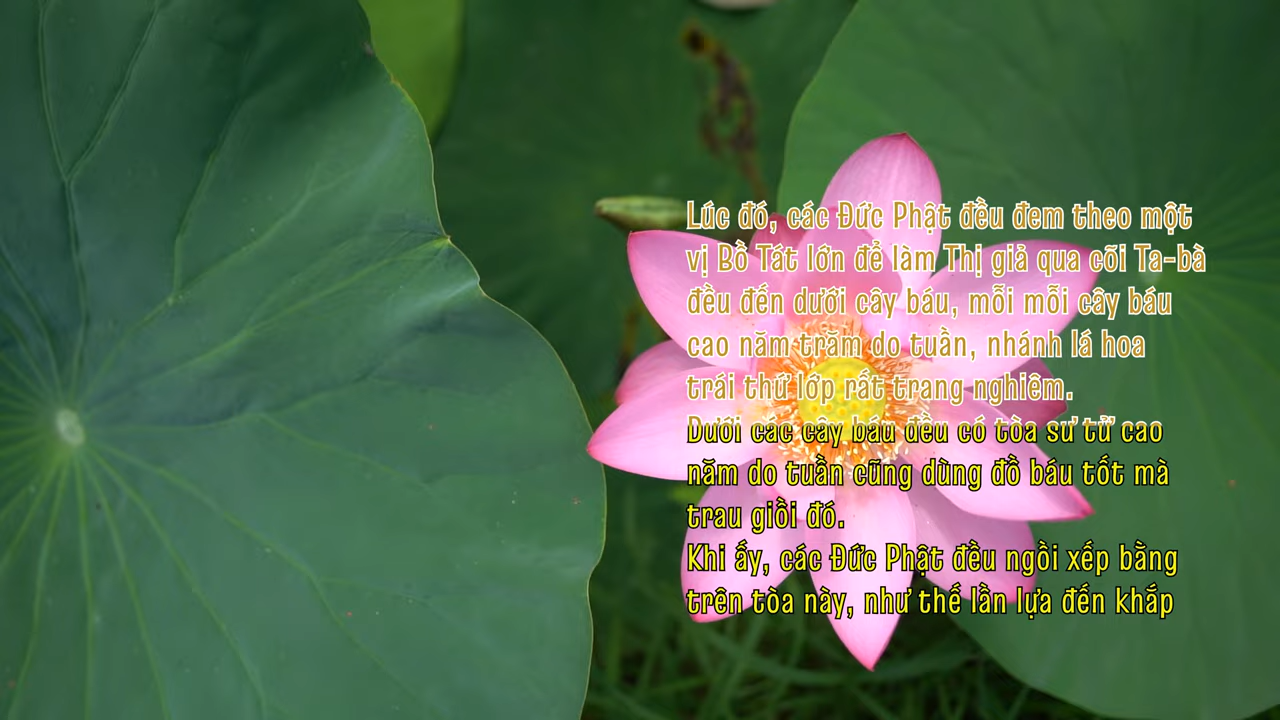 Lúc đó, các Đức Phật đều đem theo một
vị Bồ Tát lớn để làm Thị giả qua cõi Ta-bà
đều đến dưới cây báu, mỗi mỗi cây báu
cao năm trăm do tuần, nhánh lá hoa
trái thứ lớp rất trang nghiêm.
Dưới các cây báu đều có tòa sư tử cao
năm do tuần cũng dùng đồ báu tốt mà
trau giồi đó.
Khi ấy, các Đức Phật đều ngồi xếp bằng
trên tòa này, như thế lần lựa đến khắp